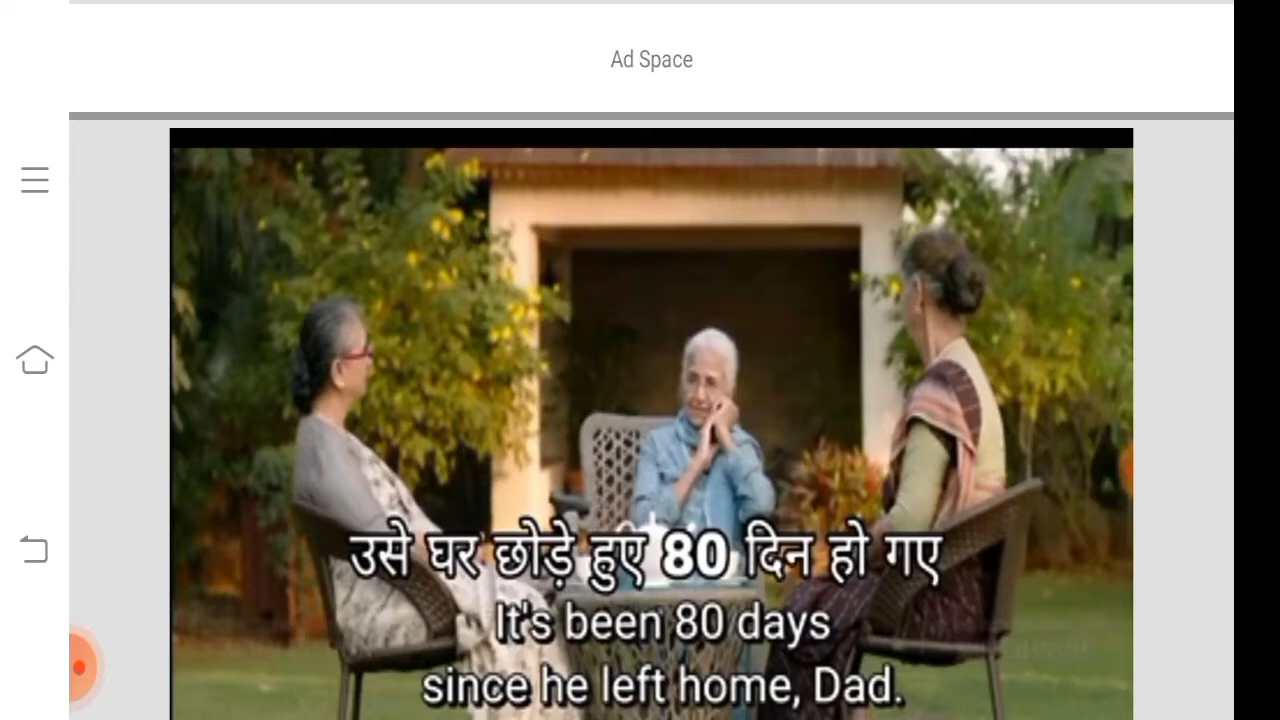 Ad Space
उसे घर छोड़े हुए 80 दिन हो गए
It's been 80 days
since he left home, Dad.